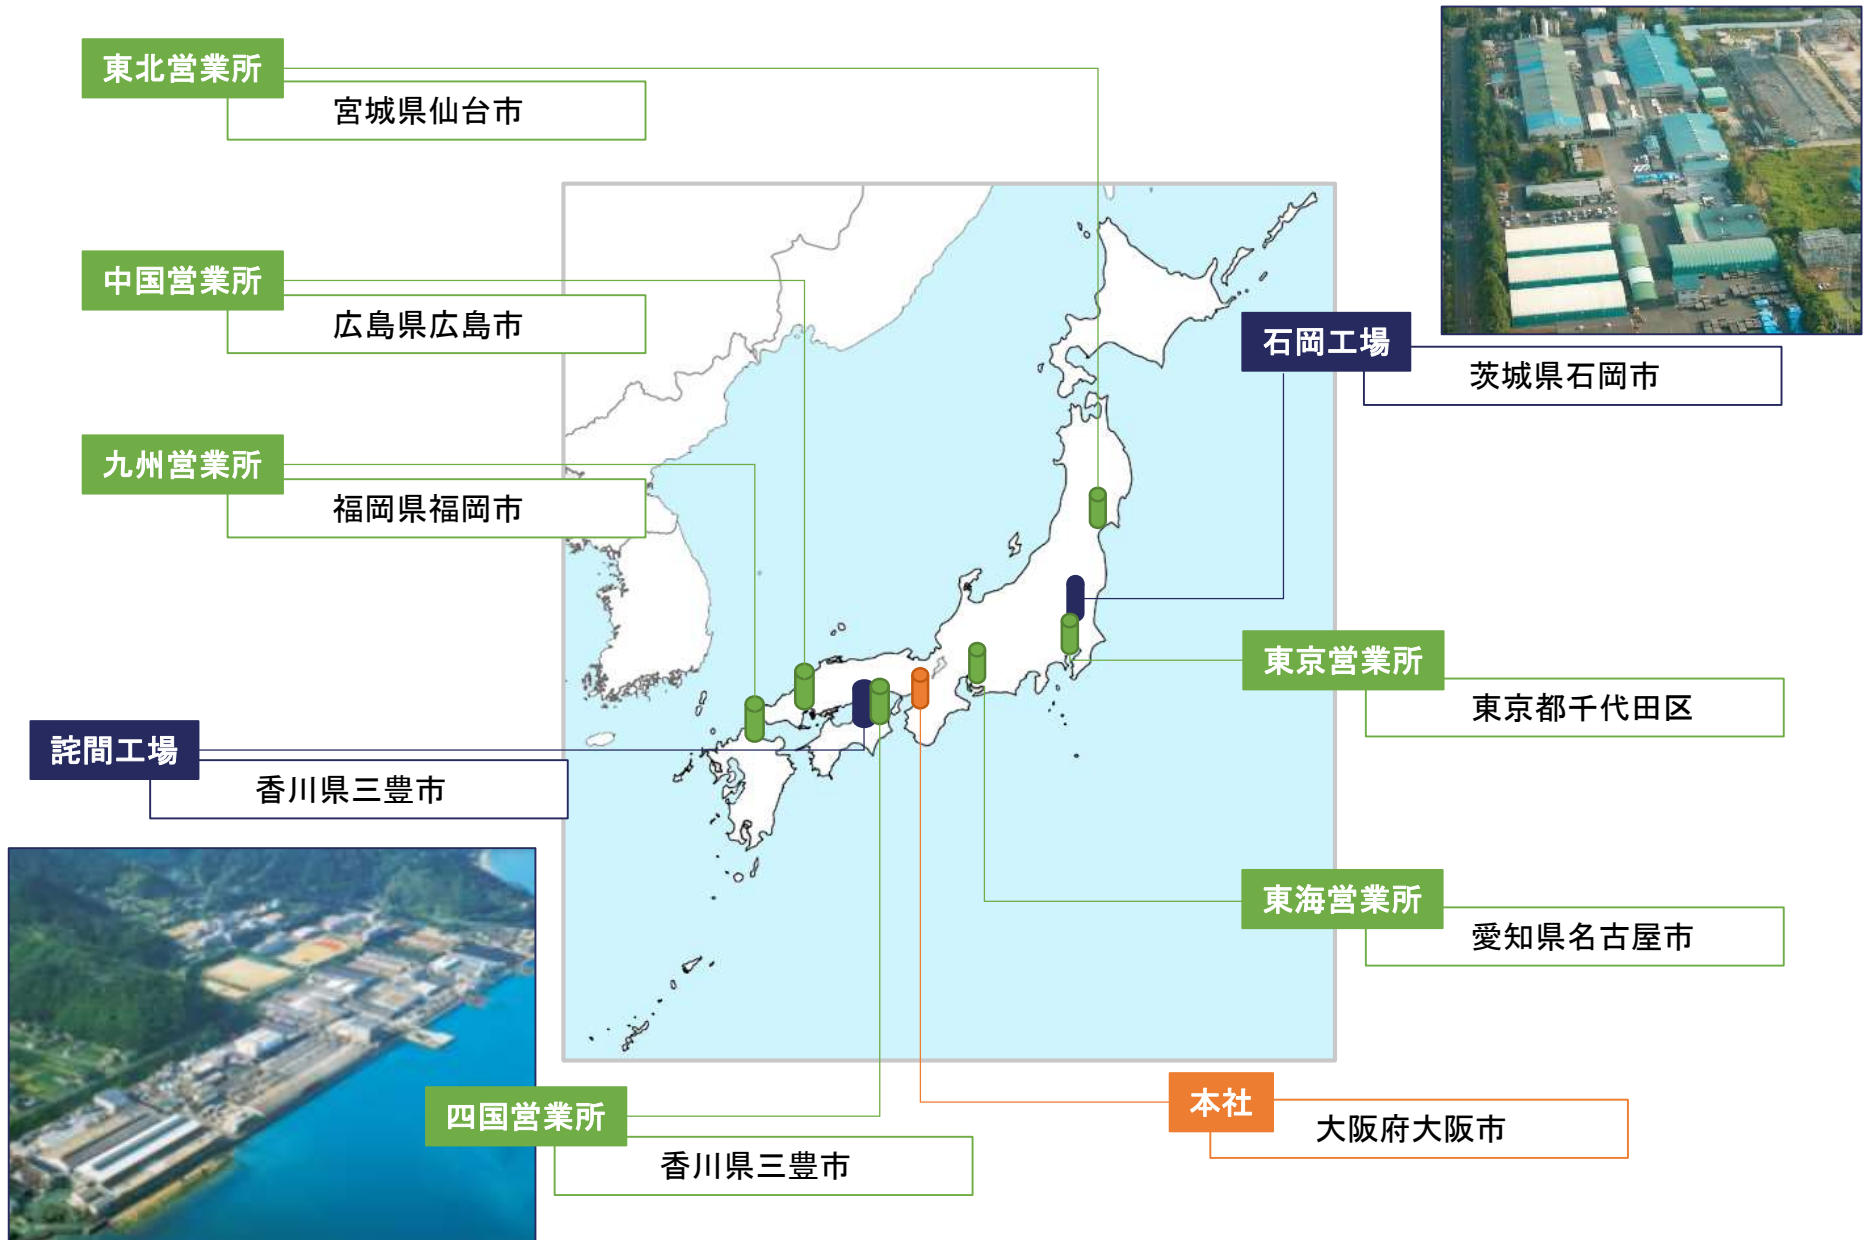 東北営業所
宮城県仙台市
中国営業所
広島県広島市
石岡工場
茨城県石岡市
九州営業所
福岡県福岡市
東京営業所
東京都千代田区
詫間工場
香川県三豊市
東海営業所
愛知県名古屋市
四国営業所
香川県三豊市
本社
大阪府大阪市